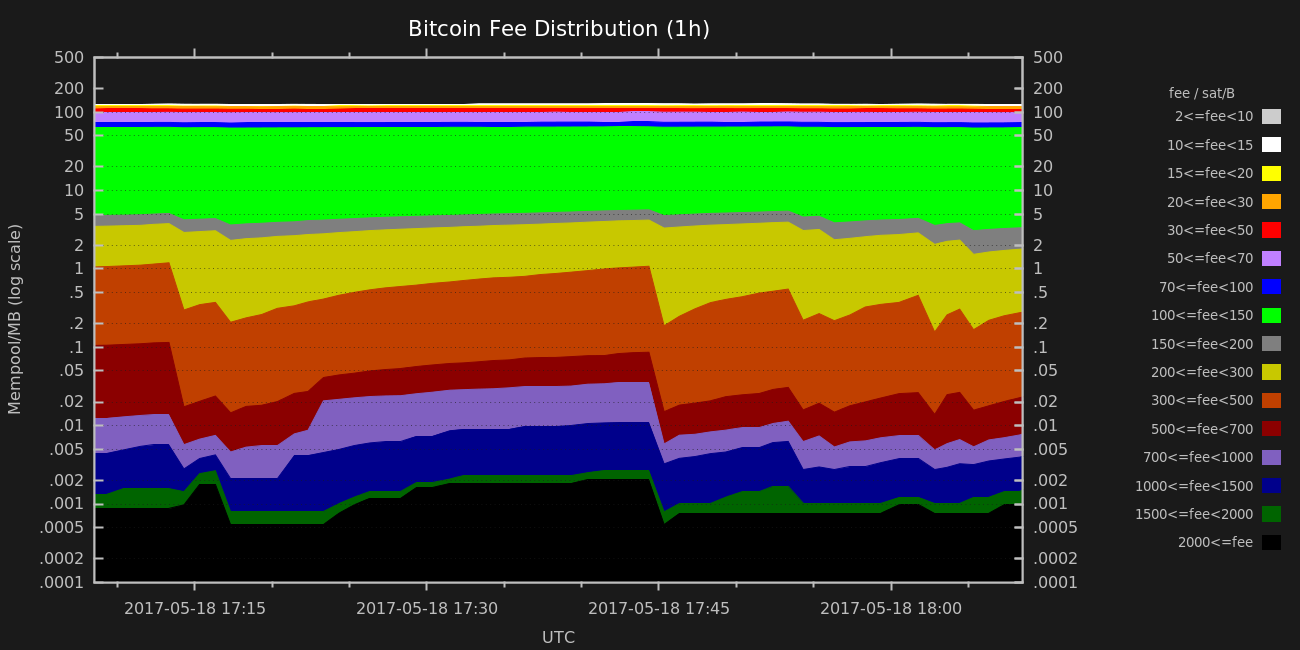 Bitcoin Fee Distribution (1h)
500
200
100
50
20
10
5
2
1
.5
.2
.1
.05
.02
.01
.005
.002
.001
.0005
.0002
.0001
Mempool/MB (log scale)
500
200
100
50
20
10
5
2
1
.5
.2
.1
.05
.02
.01
.005
.002
.001
.0005
.0002
.0001
2017-05-18 17:15
2017-05-18 17:30
2017-05-18 17:45
2017-05-18 18:00
UTC
fee / sat/B
2<=fee<10
10<=fee<15
15<=fee<20
20<=fee<30
30<=fee<50
50<=fee<70
70<=fee<100
100<=fee<150
150<=fee<200
200<=fee<300
300<=fee<500
500<=fee<700
700<=fee<1000
1000<=fee<1500
1500<=fee<2000
2000<=fee